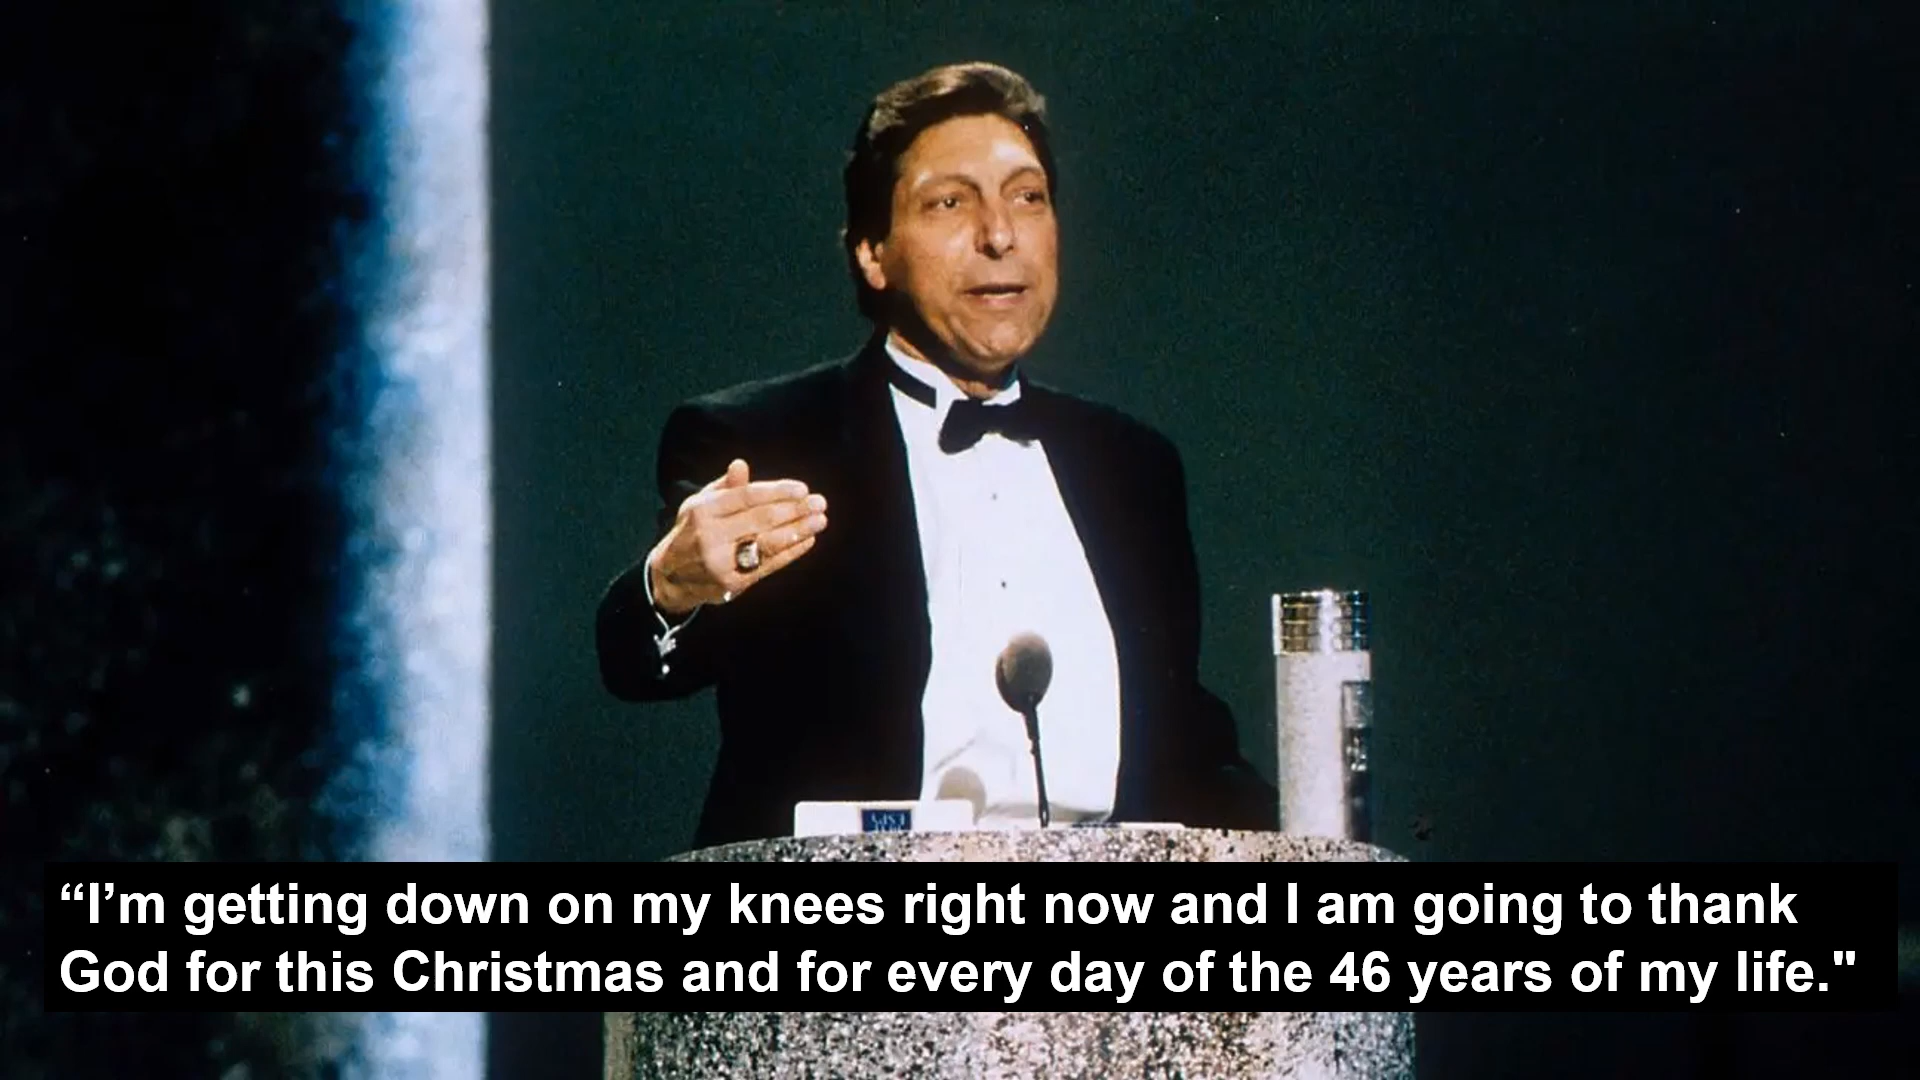 “I’m getting down on my knees right now and I am going to thank
God for this Christmas and for every day of the 46 years of my life."